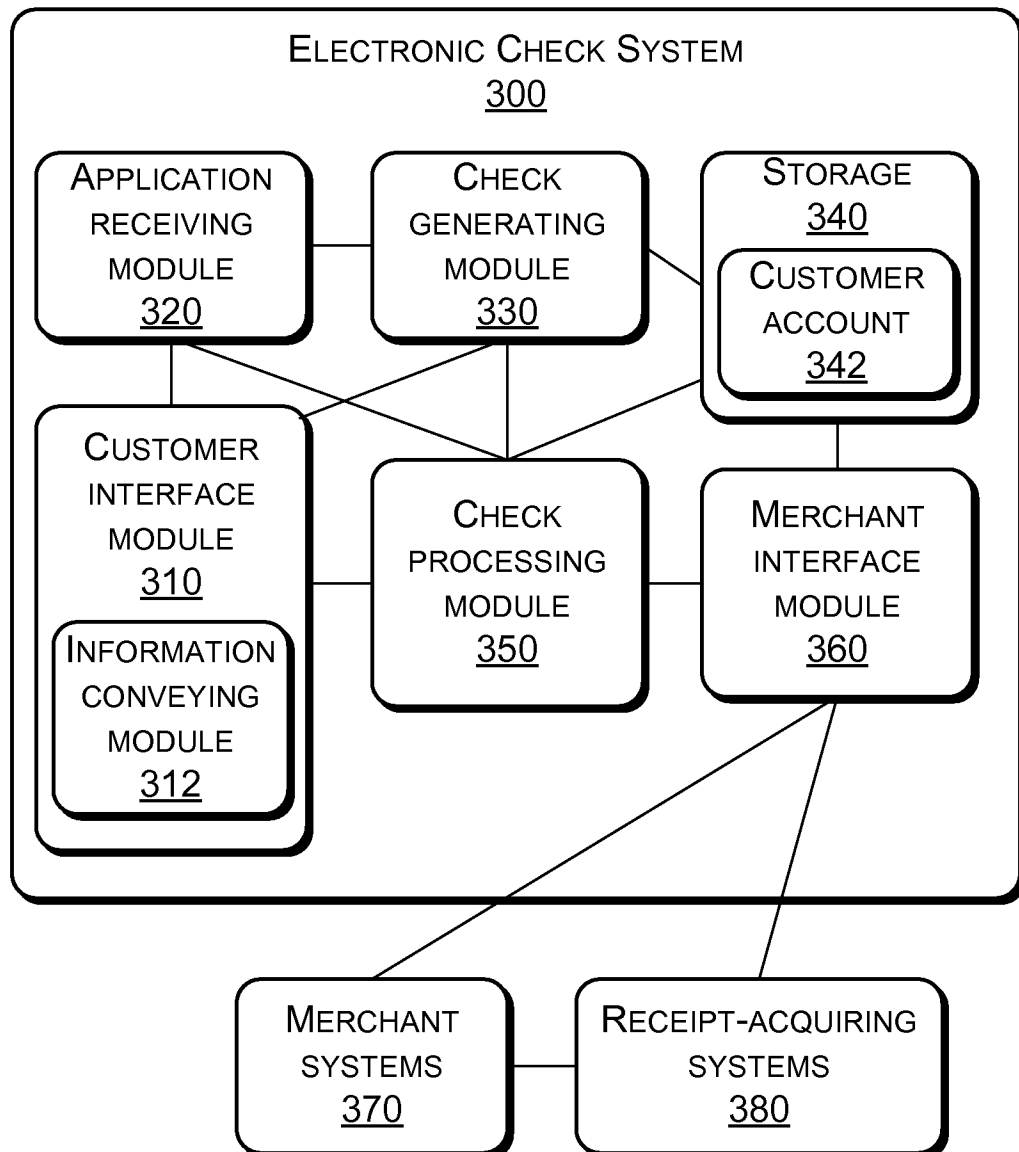 ELECTRONIC CHECK SYSTEM
300
APPLICATION
RECEIVING
MODULE
320
CHECK
GENERATING
MODULE
330
STORAGE
340
CUSTOMER
ACCOUNT
342
CUSTOMER
INTERFACE
MODULE
310
INFORMATION
CONVEYING
MODULE
312
CHECK
PROCESSING
MODULE
350
MERCHANT
INTERFACE
MODULE
360
MERCHANT
SYSTEMS
370
RECEIPT-ACQUIRING
SYSTEMS
380